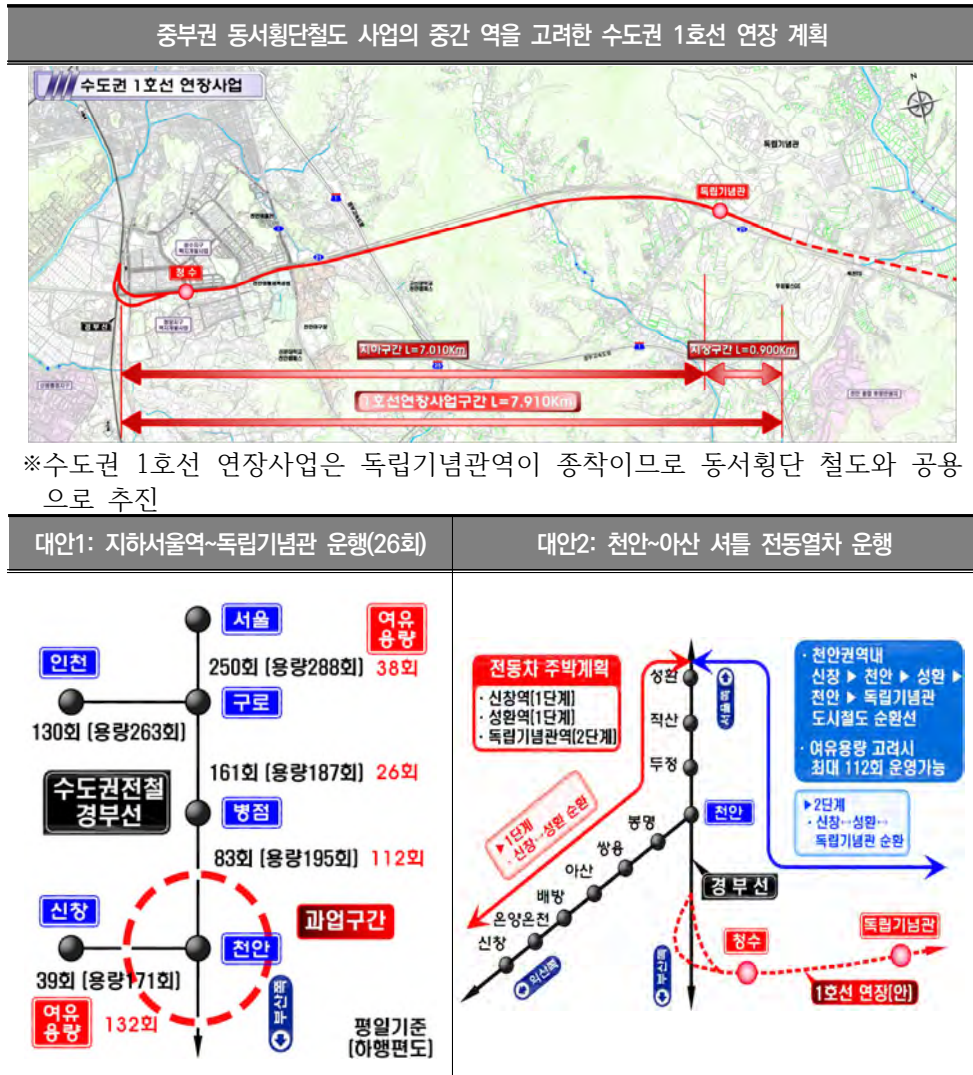 중부권 동서횡단철도 사업의 중간 역을 고려한 수도권 1호선 연장 계획
수도권 1호선 연장사업
N
독립기념관
독립기념관
1
21
21
청수
경부선
지하구간 L=7.010Km
지상구간 L=0.900Km
1호선연장사업구간 L=7.910Km
※수도권 1호선 연장사업은 독립기념관역이 종착이므로 동서횡단 철도와 공용
으로 추진
대안1: 지하서울역~독립기념관 운행(26회)
서울
여유
용량
250회 (용량288회) 38회
인천
구로
130회 (용량263회)
161회 (용량187회) 26회
수도권전철
경부선
병점
83회 (용량195회) 112회
신창
과업구간
천안
39회 (용량171회)
여유
용량
132회
부산쪽
평일기준
(하행편도)
대안2: 천안~아산 셔틀 전동열차 운행
전동차 주박계획
· 신창역(1단계)
· 성환역(1단계)
· 독립기념관역(2단계)
성환
서울쪽
직산
두정
천안
봉명
쌍용
아산
배방
온양온천
신창
▶1단계
· 신창↔성환 순환
· 천안권역내
신창 ▶ 천안 ▶ 성환 ▶
천안 ▶ 독립기념관
도시철도 순환선
· 여유용량 고려시
최대 112회 운영가능
▶2단계
· 신창↔성환↔
독립기념관 순환
경부선
청수
독립기념관
부산쪽
1호선 연장(안)